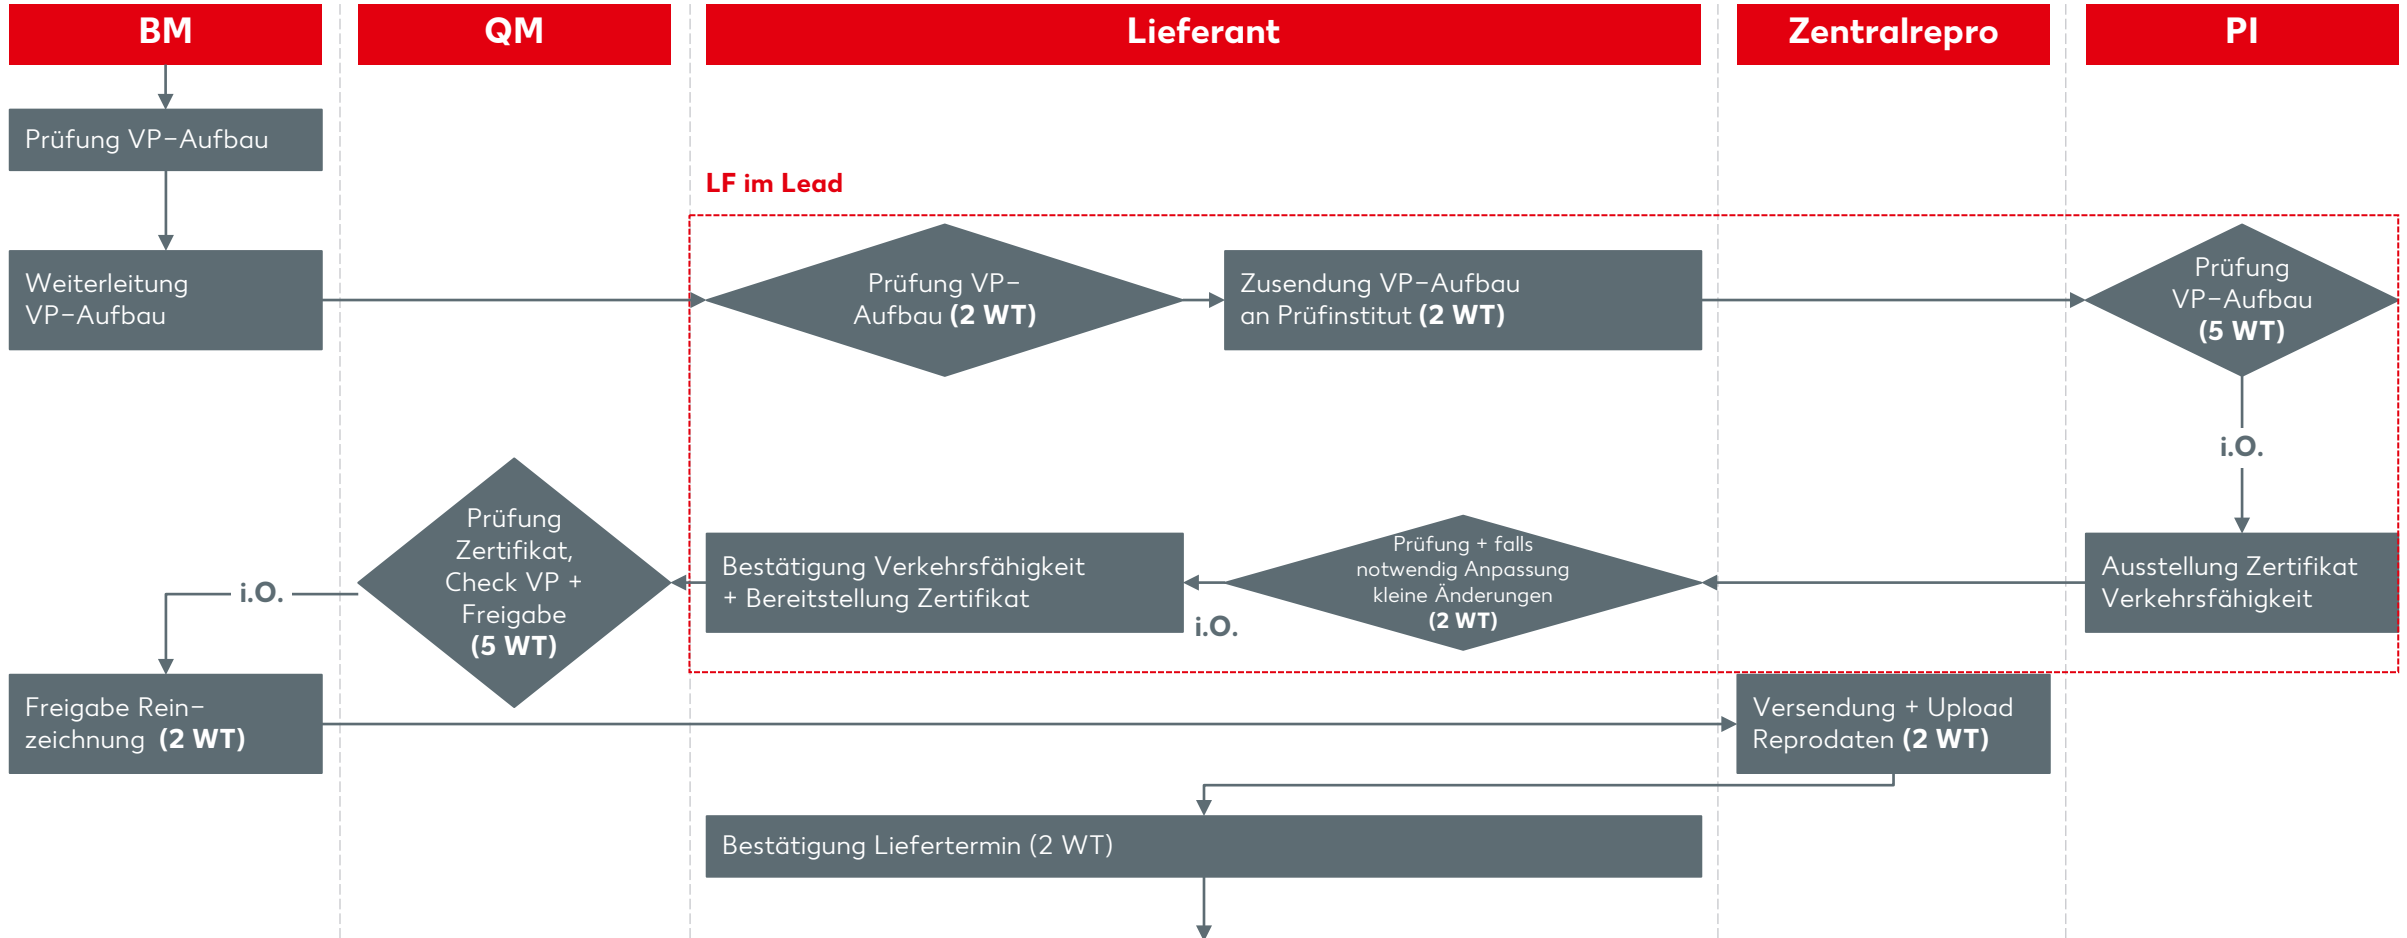 BM
QM
Lieferant
Zentralrepro
PI
Prüfung VP-Aufbau
LF im Lead
Weiterleitung
VP-Aufbau
Prüfung VP-
Aufbau (2 WT)
Zusendung VP-Aufbau
an Prüfinstitut (2 WT)
Prüfung
VP-Aufbau
(5 WT)
i.O.
Ausstellung Zertifikat
Verkehrsfähigkeit
Prüfung + falls
notwendig Anpassung
kleine Änderungen
(2 WT)
i.O.
Bestätigung Verkehrsfähigkeit
+ Bereitstellung Zertifikat
Prüfung
Zertifikat,
Check VP +
Freigabe
(5 WT)
i.O.
Freigabe Rein-
zeichnung (2 WT)
Versendung + Upload
Reprodaten (2 WT)
Bestätigung Liefertermin (2 WT)